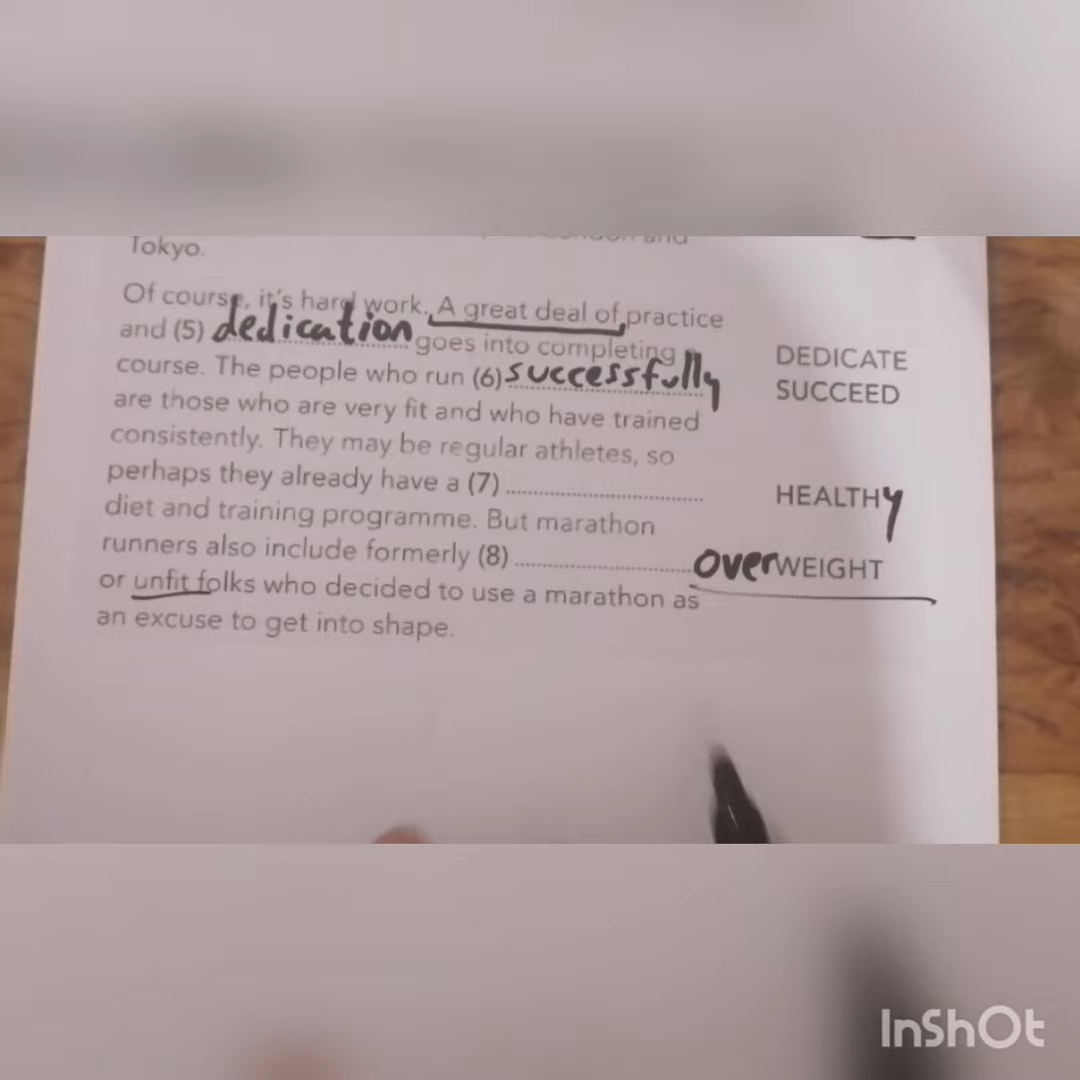 Tokyo.
Of course, it's hard work. A great deal of practice
and (5) dedication goes into completing a
course. The people who run (6) successfully
are those who are very fit and who have trained
consistently. They may be regular athletes, so
perhaps they already have a (7) ........................
diet and training programme. But marathon
runners also include formerly (8) ........................
or unfit folks who decided to use a marathon as
an excuse to get into shape.
DEDICATE
SUCCEED
HEALTHY
overWEIGHT
InShOt